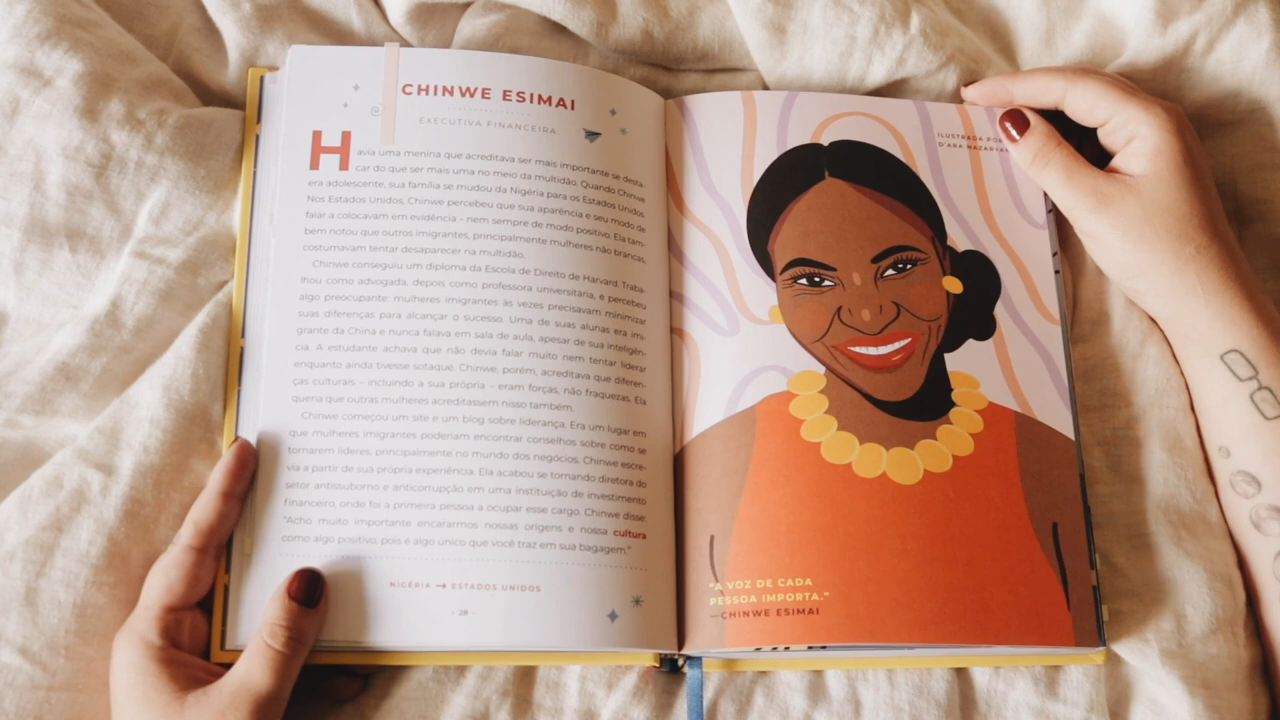 CHINWE ESIMAI
EXECUTIVA FINANCEIRA
Havia uma menina que acreditava ser mais importante se desta-
car do que ser mais uma no meio da multidão. Quando Chinwe
era adolescente, sua família se mudou da Nigéria para os Estados Unidos.
Nos Estados Unidos, Chinwe percebeu que sua aparência e seu modo de
falar a colocavam em evidência – nem sempre de modo positivo. Ela tam-
bém notou que outros imigrantes, principalmente mulheres não brancas,
costumavam tentar desaparecer na multidão.
Chinwe conseguiu um diploma da Escola de Direito de Harvard. Traba-
lhou como advogada, depois como professora universitária, e percebeu
algo preocupante: mulheres imigrantes às vezes precisavam minimizar
suas diferenças para alcançar o sucesso. Uma de suas alunas era imi-
grante da China e nunca falava em sala de aula, apesar de sua inteligên-
cia. A estudante achava que não devia falar muito nem tentar liderar
enquanto ainda tivesse sotaque. Chinwe, porém, acreditava que diferen-
ças culturais – incluindo a sua própria – eram forças, não fraquezas. Ela
queria que outras mulheres acreditassem nisso também.
Chinwe começou um site e um blog sobre liderança. Era um lugar em
que mulheres imigrantes poderiam encontrar conselhos sobre como se
tornarem líderes, principalmente no mundo dos negócios. Chinwe escre-
via a partir de sua própria experiência. Ela acabou se tornando diretora do
setor antissuborno e anticorrupção em uma instituição de investimento
financeiro, onde foi a primeira pessoa a ocupar esse cargo. Chinwe disse:
"Acho muito importante encararmos nossas origens e nossa cultura
como algo positivo, pois é algo único que você traz em sua bagagem."
NIGÉRIA → ESTADOS UNIDOS
- 28 -
ILUSTRADA POR
D'ARA NAZARYAN
"A VOZ DE CADA
PESSOA IMPORTA."
—CHINWE ESIMAI